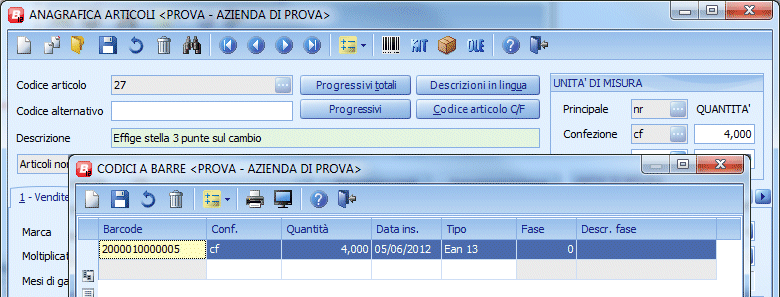 ANAGRAFICA ARTICOLI <PROVA - AZIENDA DI PROVA>
KIT OLE
Codice articolo 27 Progressivi totali Descrizioni in lingua UNITA' DI MISURA
Codice alternativo Progressivi Codice articolo C/F Principale nr QUANTITA'
Descrizione Effige stella 3 punte sul cambio Confezione cf 4,000
Articoli
CODICI A BARRE <PROVA - AZIENDA DI PROVA>
1 - Vendite
Barcode Conf. Quantità Data ins. Tipo Fase Descr. fase
2000010000005 cf 4,000 05/06/2012 Ean 13 0
Marca
Moltiplicat
Mesi di ga